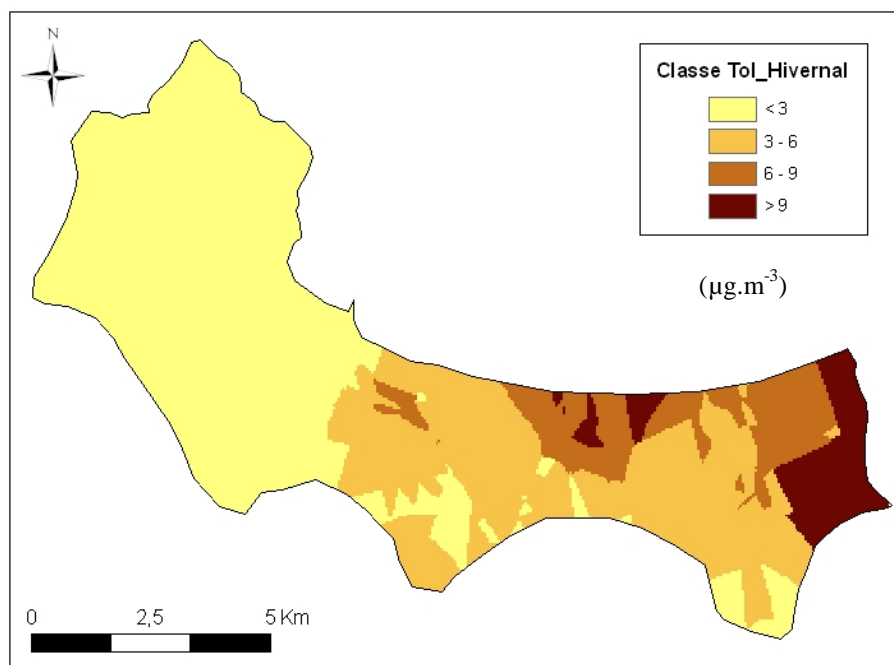 N
Classe Tol_Hivernal
< 3
3 - 6
6 - 9
>9
(µg.m-3)
0 2,5 5 Km